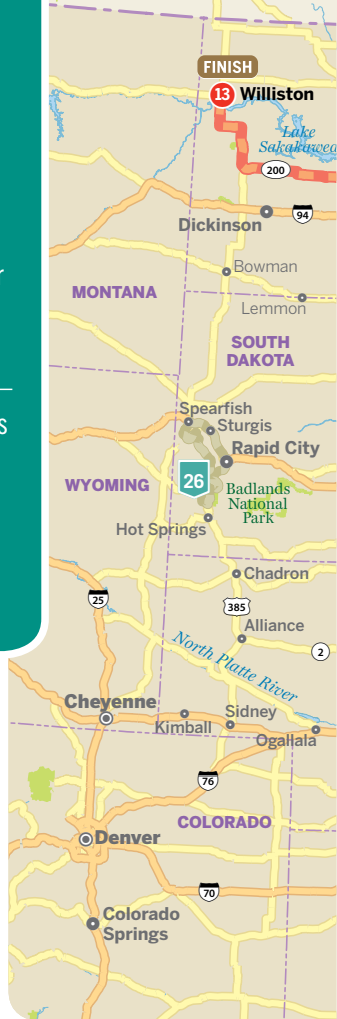 FINISH
13 Williston
Lake
Sakakawea
200
94
Dickinson
Bowman
MONTANA
Lemmon
SOUTH
DAKOTA
r
s
Spearfish
Sturgis
Rapid City
WYOMING
26
Badlands
National
Park
Hot Springs
Chadron
25
385
Alliance
2
North Platte River
Cheyenne
Sidney
Kimball
Ogallala
76
COLORADO
Denver
70
Colorado
Springs